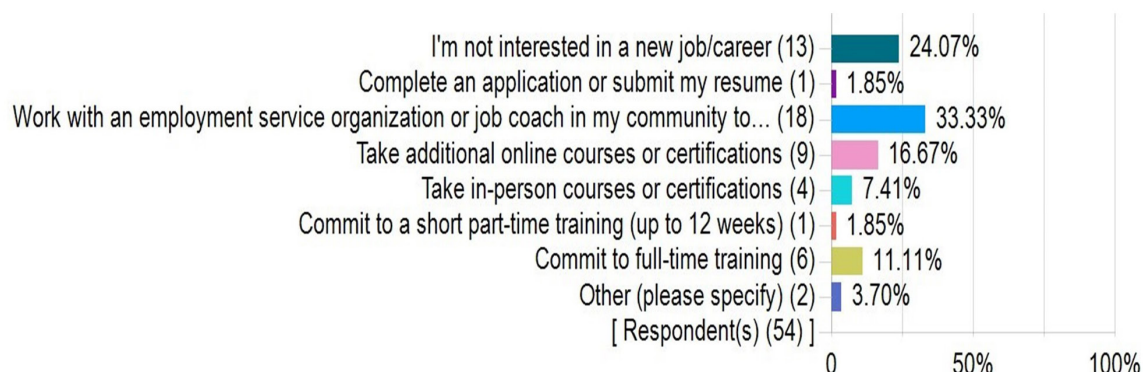 I'm not interested in a new job/career (13) 24.07%
Complete an application or submit my resume (1) 1.85%
Work with an employment service organization or job coach in my community to... (18) 33.33%
Take additional online courses or certifications (9) 16.67%
Take in-person courses or certifications (4) 7.41%
Commit to a short part-time training (up to 12 weeks) (1) 1.85%
Commit to full-time training (6) 11.11%
Other (please specify) (2) 3.70%
[ Respondent(s) (54) ]
0 50% 100%